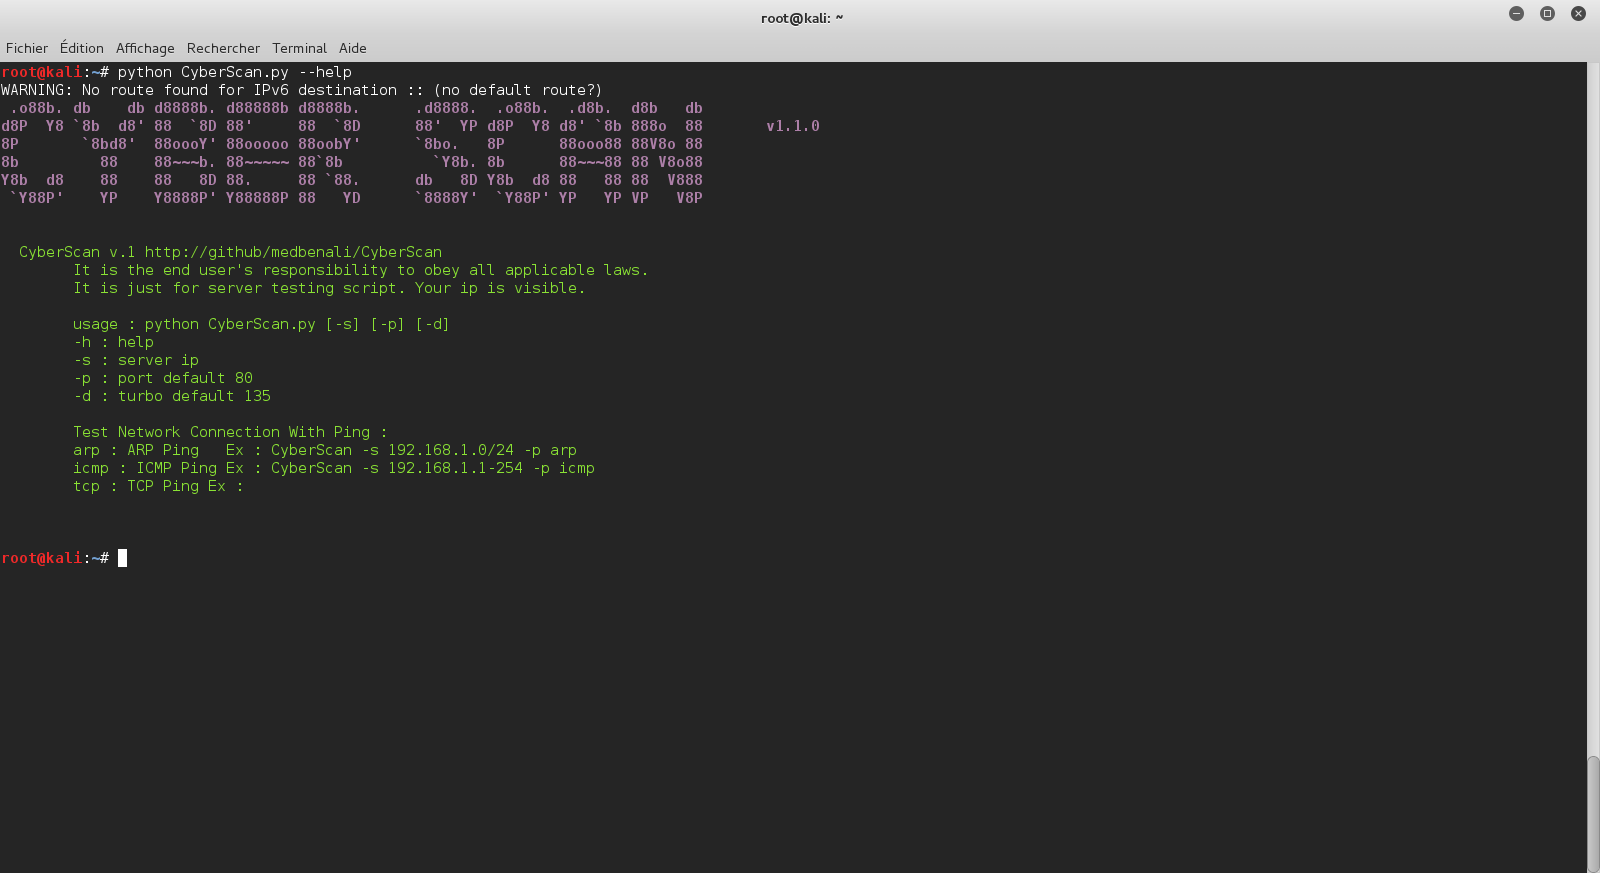 root@kali: ~
Fichier Édition Affichage Rechercher Terminal Aide
root@kali:~# python CyberScan.py --help
WARNING: No route found for IPv6 destination :: (no default route?)
 .o88b. db    db d8888b. d88888b d8888b.      .d8888.  .o88b.  .d8b.  d8b   db
d8P  Y8 `8b  d8' 88  `8D 88'     88  `8D      88'  YP d8P  Y8 d8' `8b 888o  88       v1.1.0
8P       `8bd8'  88oooY' 88ooooo 88oobY'      `8bo.   8P      88ooo88 88V8o 88
8b         88    88~~~b. 88~~~~~ 88`8b          `Y8b. 8b      88~~~88 88 V8o88
Y8b  d8    88    88   8D 88.     88 `88.      db   8D Y8b  d8 88   88 88  V888
 `Y88P'    YP    Y8888P' Y88888P 88   YD      `8888Y'  `Y88P' YP   YP VP   V8P
  CyberScan v.1 http://github/medbenali/CyberScan
        It is the end user's responsibility to obey all applicable laws.
        It is just for server testing script. Your ip is visible.
        usage : python CyberScan.py [-s] [-p] [-d]
        -h : help
        -s : server ip
        -p : port default 80
        -d : turbo default 135
        Test Network Connection With Ping :
        arp : ARP Ping   Ex : CyberScan -s 192.168.1.0/24 -p arp
        icmp : ICMP Ping Ex : CyberScan -s 192.168.1.1-254 -p icmp
        tcp : TCP Ping Ex :
root@kali:~#